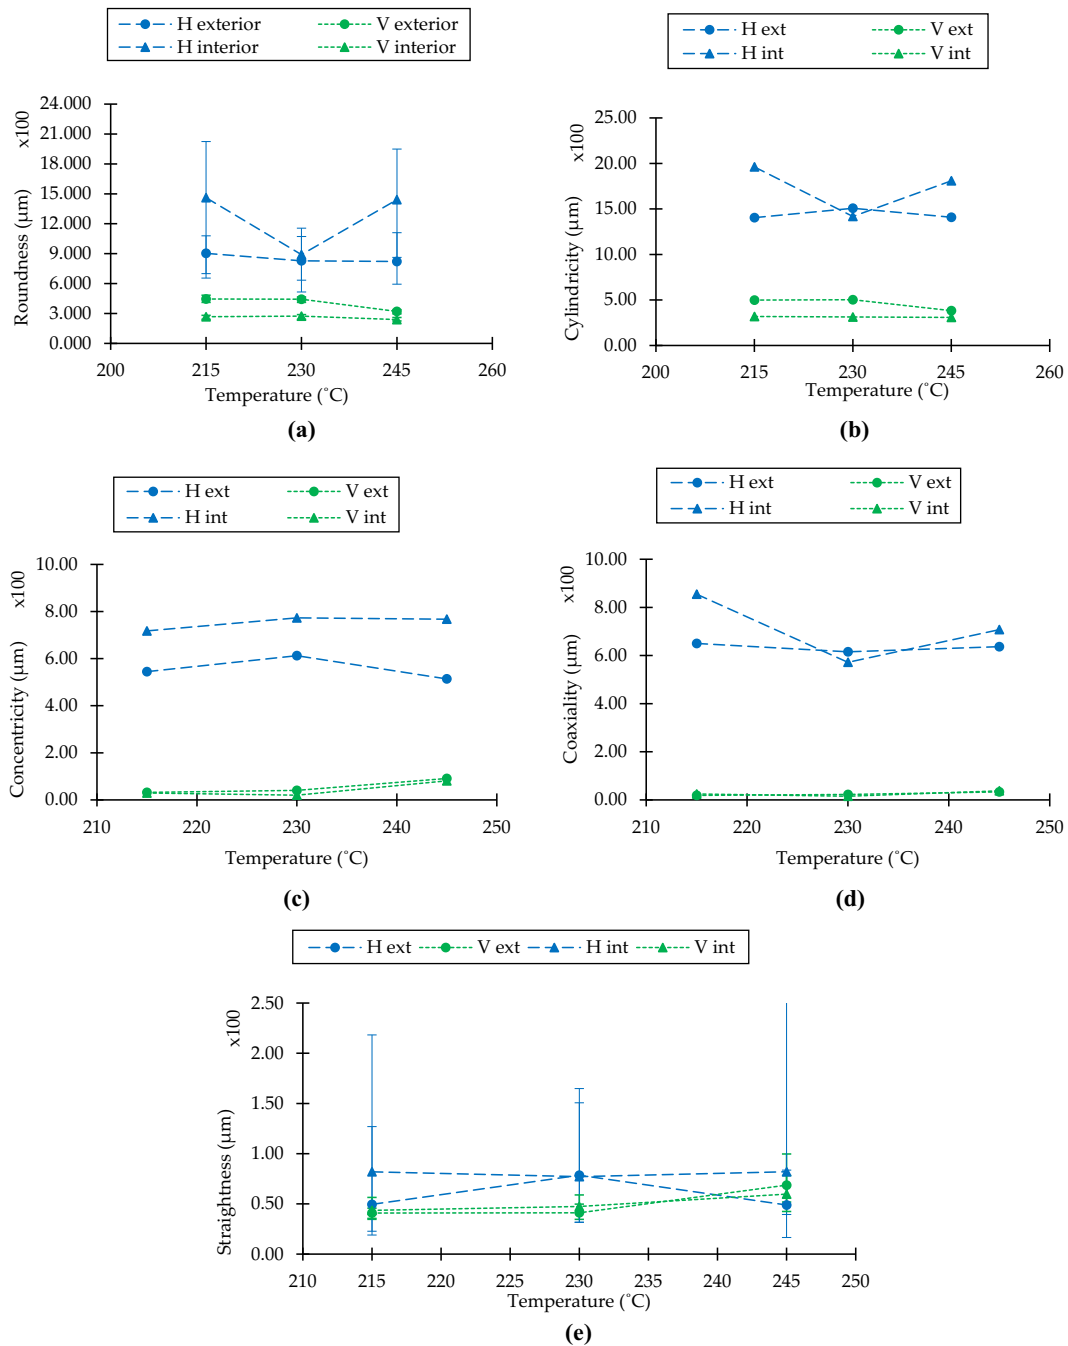 H exterior V exterior
H interior V interior
x100
Roundness (μm)
24.000
21.000
18.000
15.000
12.000
9.000
6.000
3.000
0.000
200 215 230 245 260
Temperature (°C)
(a)
H ext V ext
H int V int
x100
Cylindricity (μm)
25.00
20.00
15.00
10.00
5.00
0.00
200 215 230 245 260
Temperature (°C)
(b)
H ext V ext
H int V int
x100
Concentricity (μm)
10.00
8.00
6.00
4.00
2.00
0.00
210 220 230 240 250
Temperature (°C)
(c)
H ext V ext
H int V int
x100
Coaxiality (μm)
10.00
8.00
6.00
4.00
2.00
0.00
210 220 230 240 250
Temperature (°C)
(d)
H ext V ext H int V int
x100
Straightness (μm)
2.50
2.00
1.50
1.00
0.50
0.00
210 215 220 225 230 235 240 245 250
Temperature (°C)
(e)